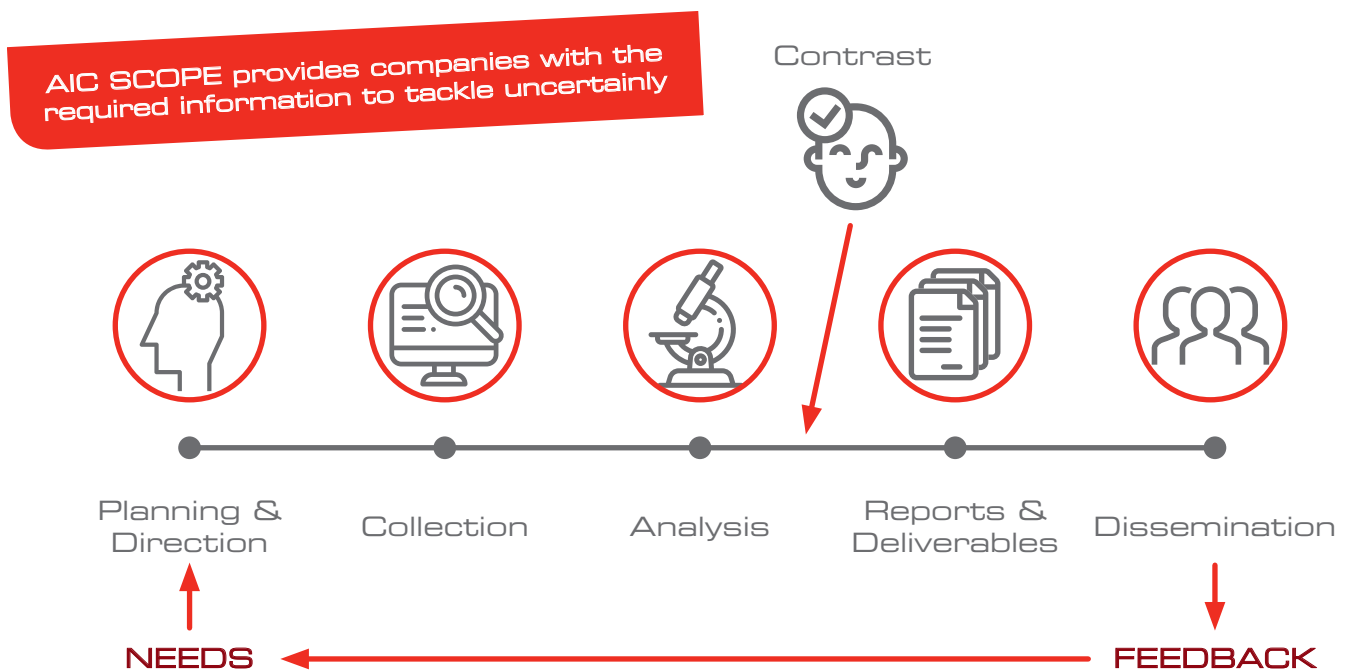 AIC SCOPE provides companies with the
required information to tackle uncertainly
Contrast
Planning &
Direction
Collection
Analysis
Reports &
Deliverables
Dissemination
NEEDS
FEEDBACK